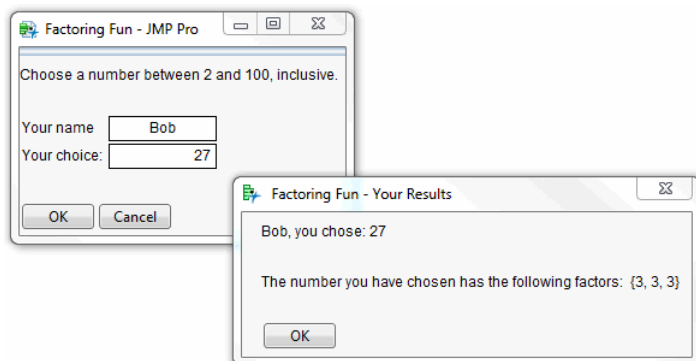 Factoring Fun - JMP Pro
Choose a number between 2 and 100, inclusive.
Your name Bob
Your choice: 27
OK Cancel
Factoring Fun - Your Results
Bob, you chose: 27
The number you have chosen has the following factors: {3, 3, 3}
OK